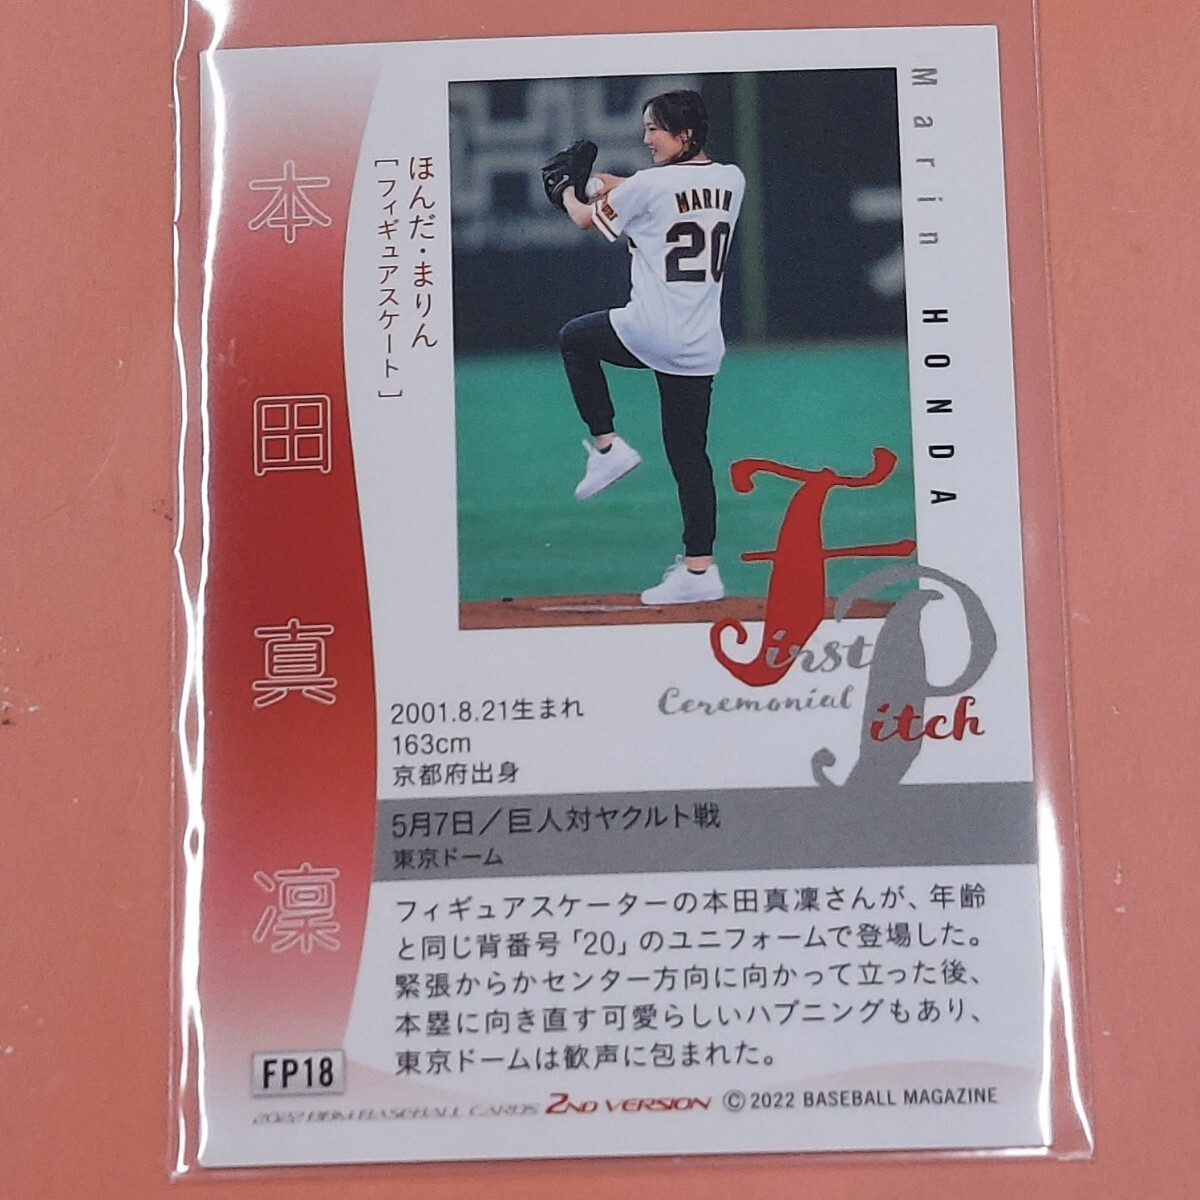 本田真凜
ほんだ・まりん
[フィギュアスケート]
MARIN
20
Marin HONDA
First
Ceremonial
Pitch
2001.8.21生まれ
163cm
京都府出身
5月7日／巨人対ヤクルト戦
東京ドーム
フィギュアスケーターの本田真凜さんが、年齢
と同じ背番号「20」のユニフォームで登場した。
緊張からかセンター方向に向かって立った後、
本塁に向き直す可愛らしいハプニングもあり、
東京ドームは歓声に包まれた。
FP18
2022 BBM BASEBALL CARDS 2ND VERSION © 2022 BASEBALL MAGAZINE